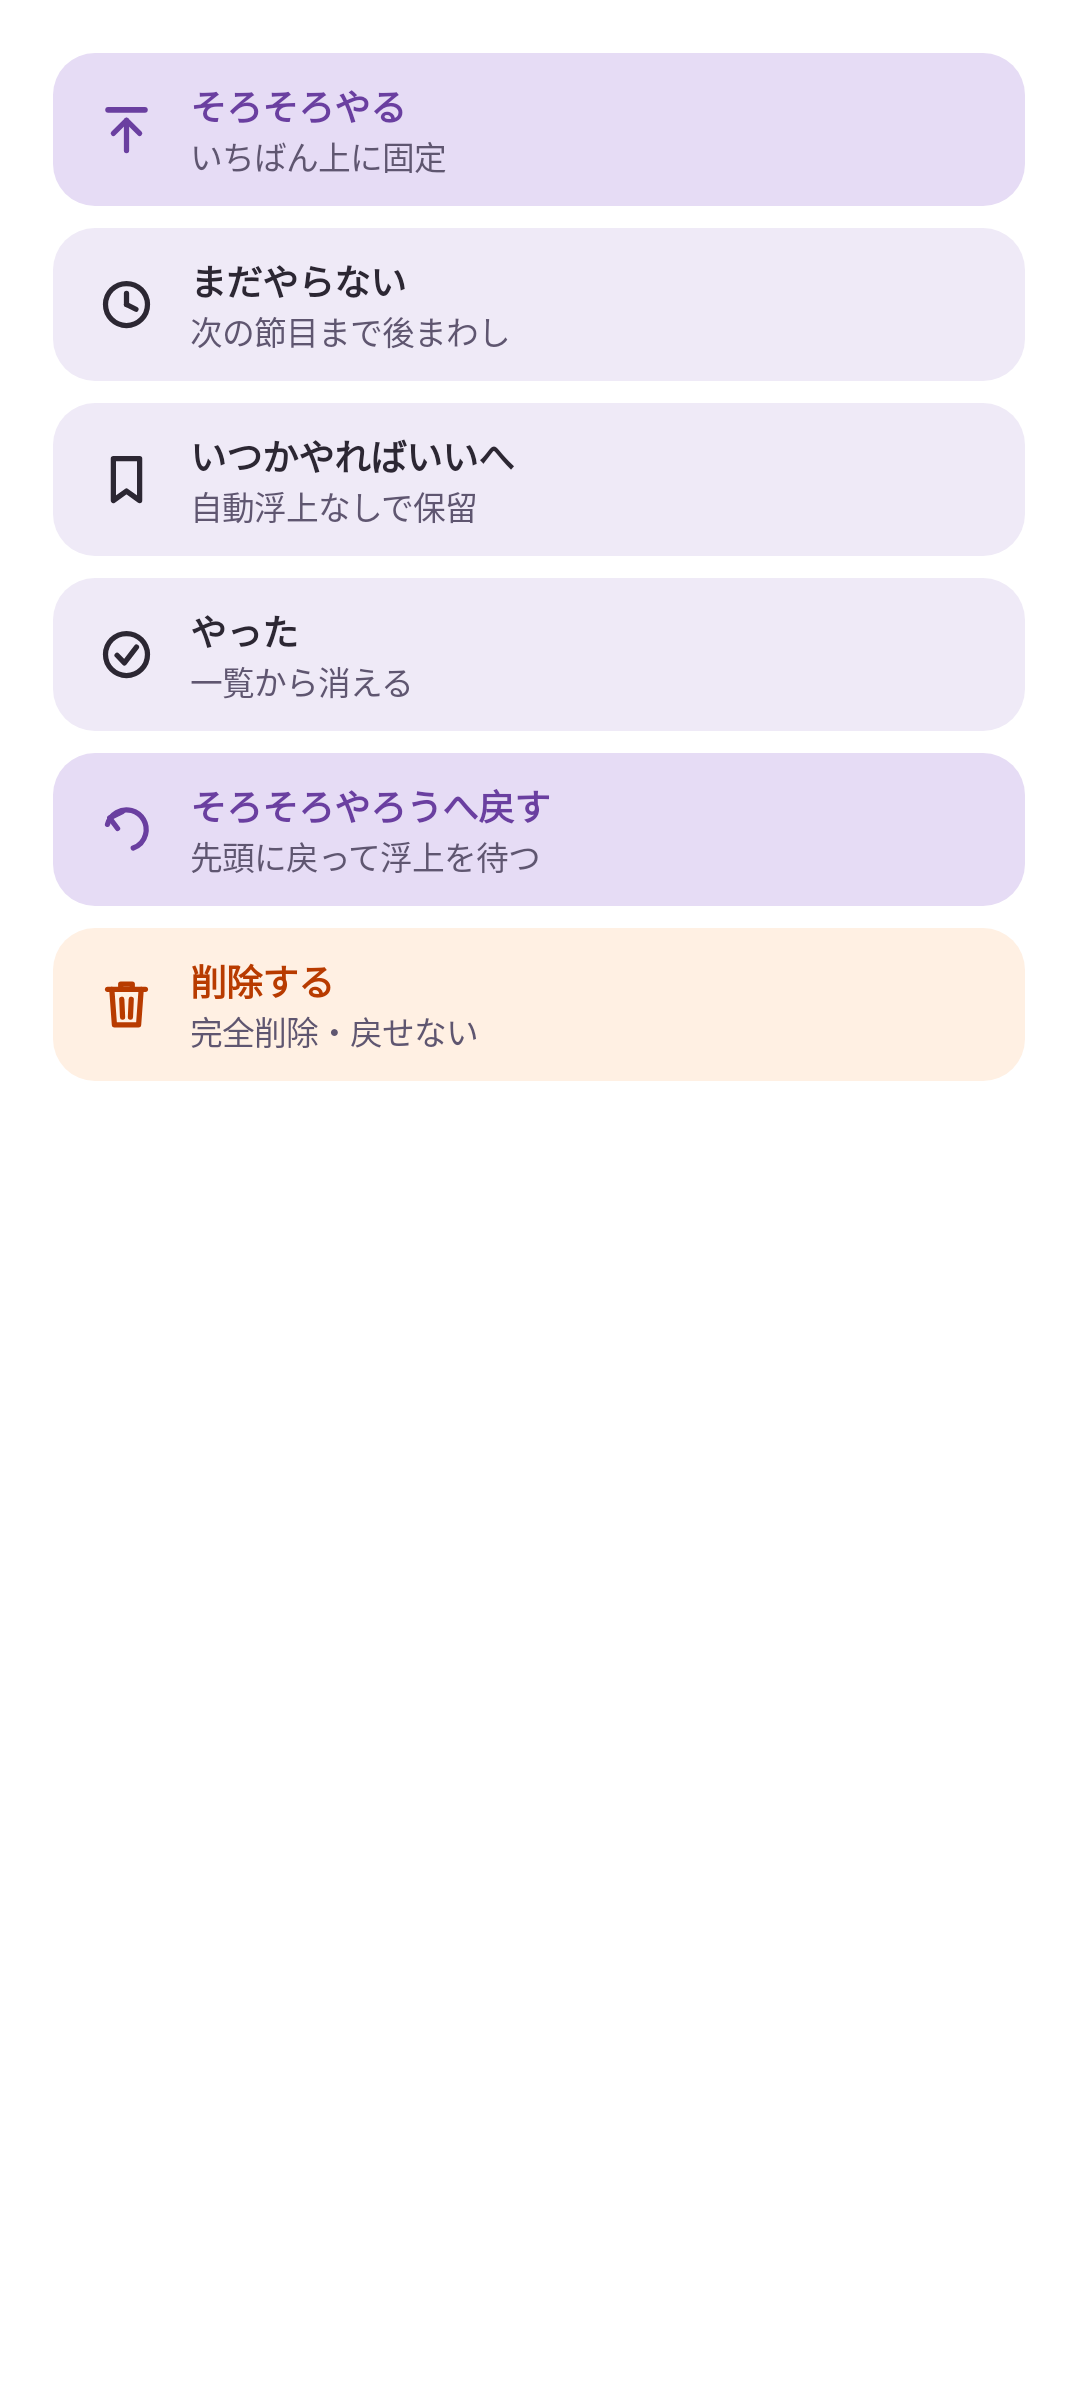 そろそろやる
いちばん上に固定
まだやらない
次の節目まで後まわし
いつかやればいいへ
自動浮上なしで保留
やった
一覧から消える
そろそろやろうへ戻す
先頭に戻って浮上を待つ
削除する
完全削除・戻せない